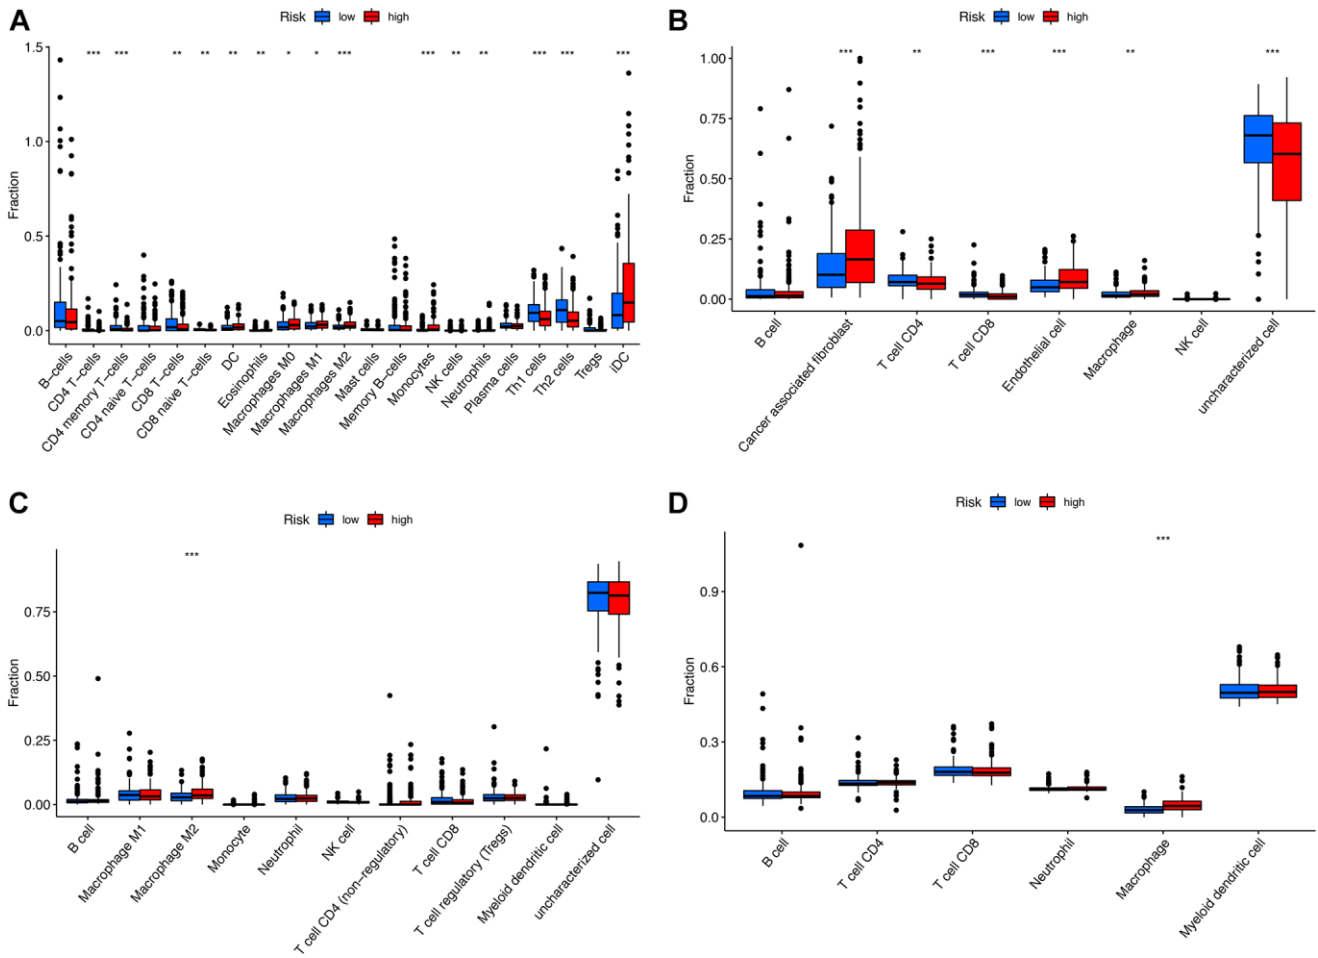 A
Risk low high
Fraction
1.5
1.0
0.5
0.0
*** *** ** ** ** ** * * *** *** ** ** *** *** ***
B-cells
CD4 T-cells
CD4 memory T-cells
CD4 naive T-cells
CD8 T-cells
CD8 naive T-cells
DC
Eosinophils
Macrophages M0
Macrophages M1
Macrophages M2
Mast cells
Memory B-cells
Monocytes
NK cells
Neutrophils
Plasma cells
Th1 cells
Th2 cells
Tregs
iDC
B
Risk low high
Fraction
1.00
0.75
0.50
0.25
0.00
*** ** *** *** ** ***
B cell
Cancer associated fibroblast
T cell CD4
T cell CD8
Endothelial cell
Macrophage
NK cell
uncharacterized cell
C
Risk low high
Fraction
0.75
0.50
0.25
0.00
***
B cell
Macrophage M1
Macrophage M2
Monocyte
Neutrophil
NK cell
T cell CD4 (non-regulatory)
T cell CD8
T cell regulatory (Tregs)
Myeloid dendritic cell
uncharacterized cell
D
Risk low high
Fraction
0.9
0.6
0.3
0.0
***
B cell
T cell CD4
T cell CD8
Neutrophil
Macrophage
Myeloid dendritic cell